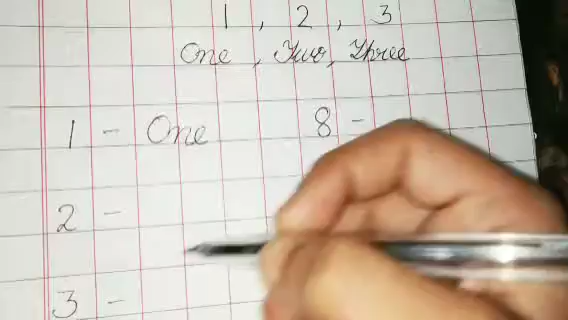 1 , 2 , 3
One , Two, Three
1 - One 8 -
2 -
3 -